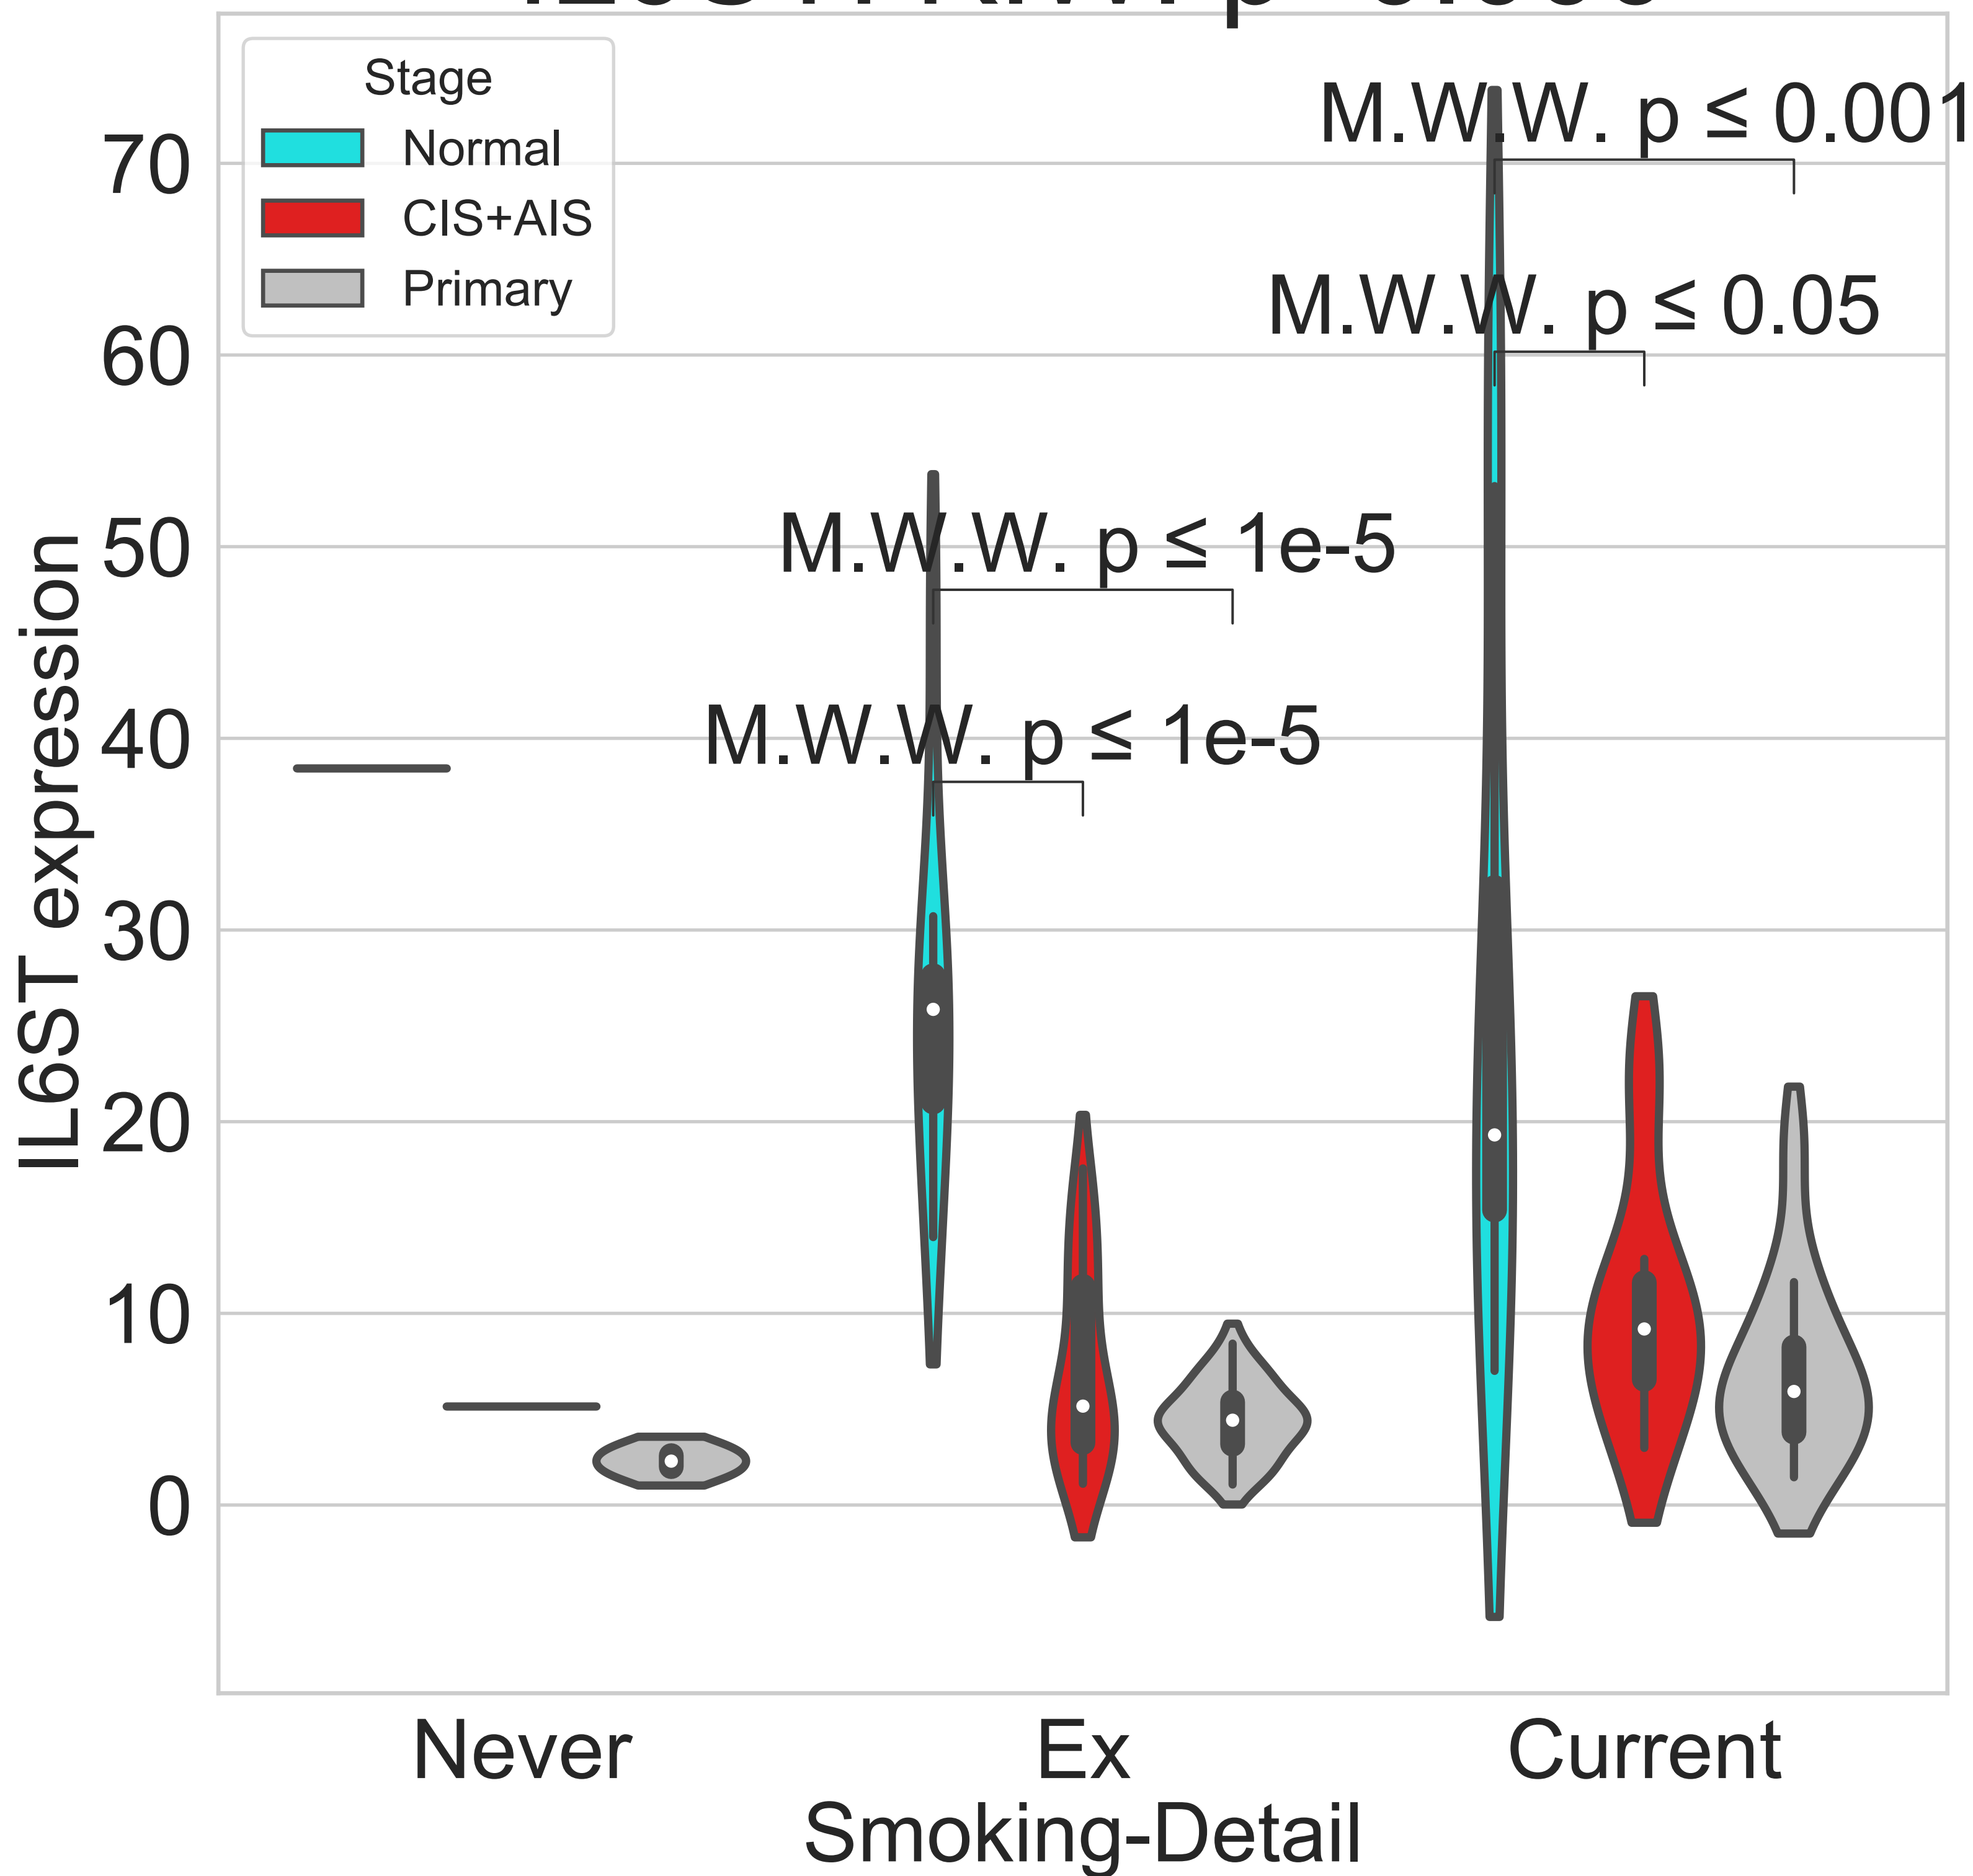 Stage
Normal
CIS+AIS
Primary
M.W.W. p ≤ 0.001
M.W.W. p ≤ 0.05
M.W.W. p ≤ 1e-5
M.W.W. p ≤ 1e-5
70
60
50
40
30
20
10
0
IL6ST expression
Never
Ex
Current
Smoking-Detail